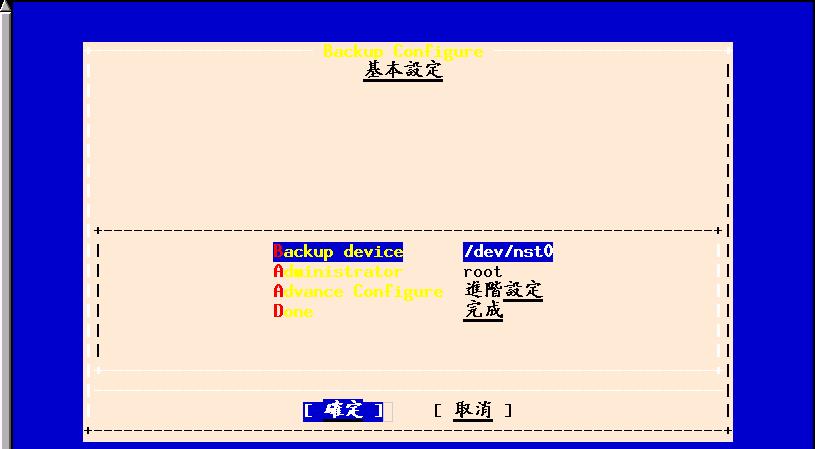 Backup Configure
基本設定
Backup device /dev/nst0
Administrator root
Advance Configure 進階設定
Done 完成
[ 確定 ] [ 取消 ]